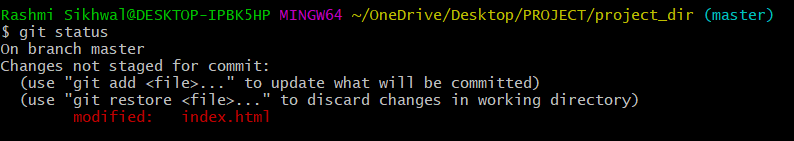 Rashmi Sikhwal@DESKTOP-IPBK5HP MINGW64 ~/OneDrive/Desktop/PROJECT/project_dir (master)
$ git status
On branch master
Changes not staged for commit:
  (use "git add <file>..." to update what will be committed)
  (use "git restore <file>..." to discard changes in working directory)
        modified:   index.html